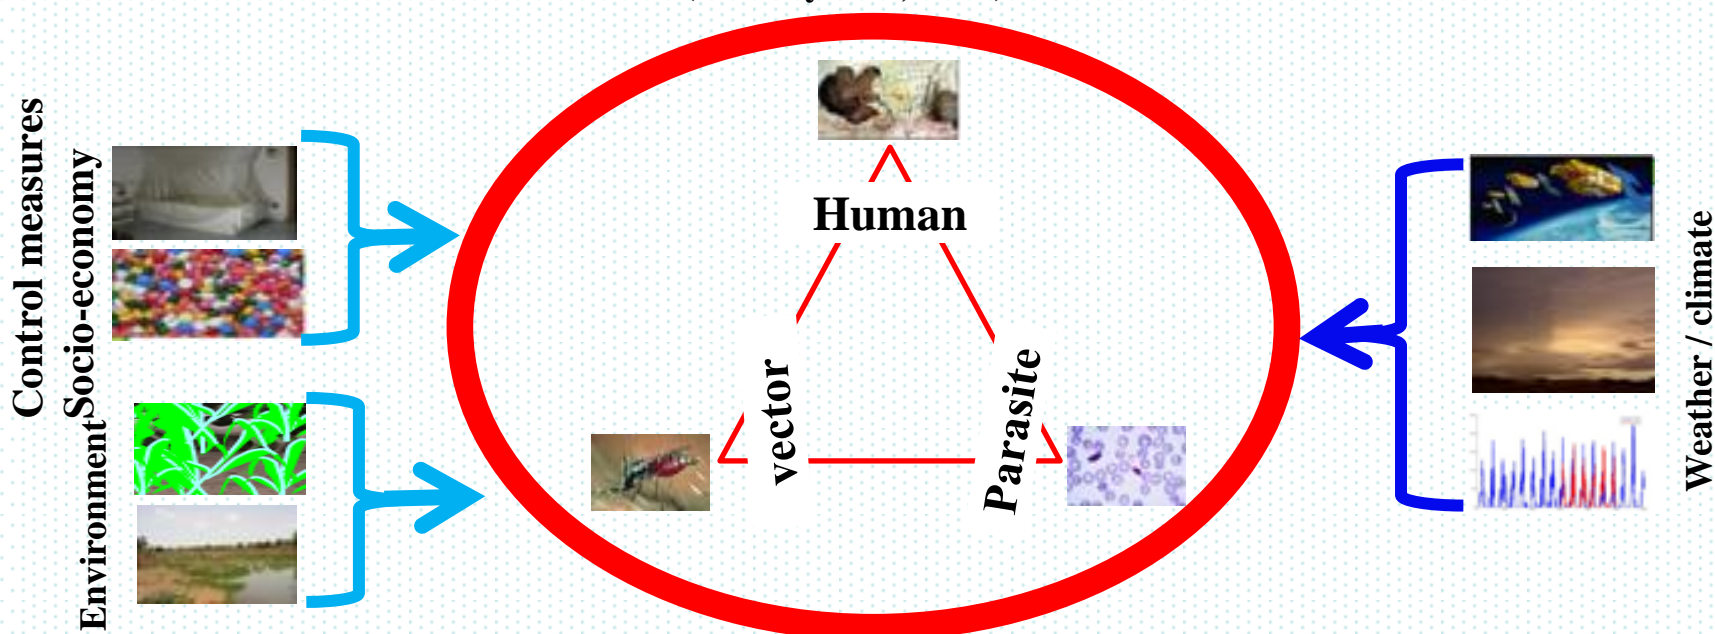 Control measures
Socio-economy
Environment
Human
vector
Parasite
Weather / climate